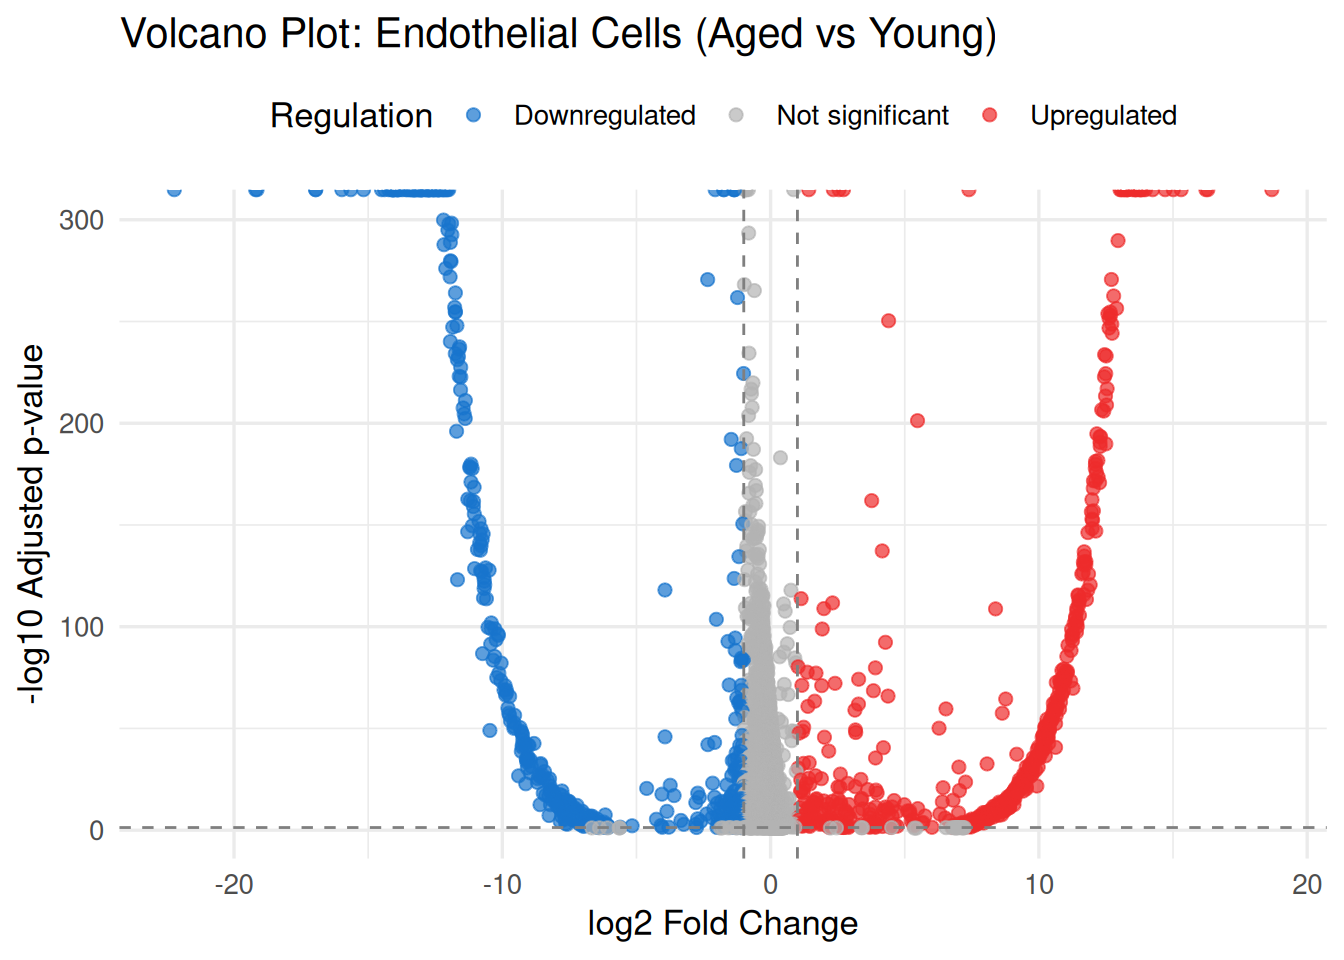 Volcano Plot: Endothelial Cells (Aged vs Young)
Regulation Downregulated Not significant Upregulated
300
200
100
0
-log10 Adjusted p-value
-20 -10 0 10 20
log2 Fold Change